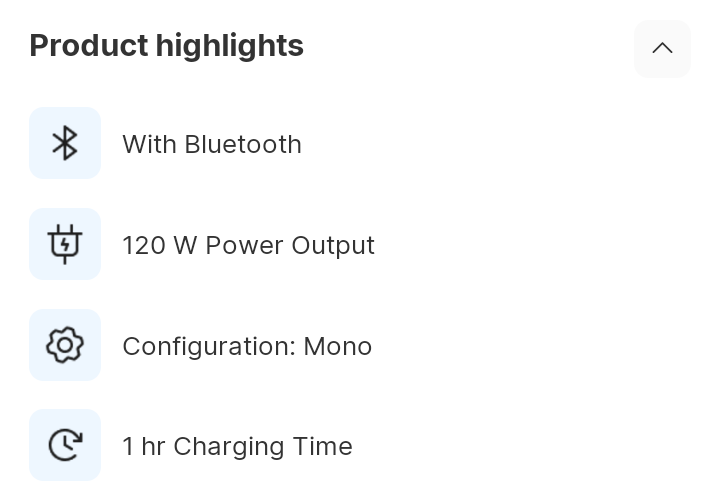 Product highlights
With Bluetooth
120 W Power Output
Configuration: Mono
1 hr Charging Time